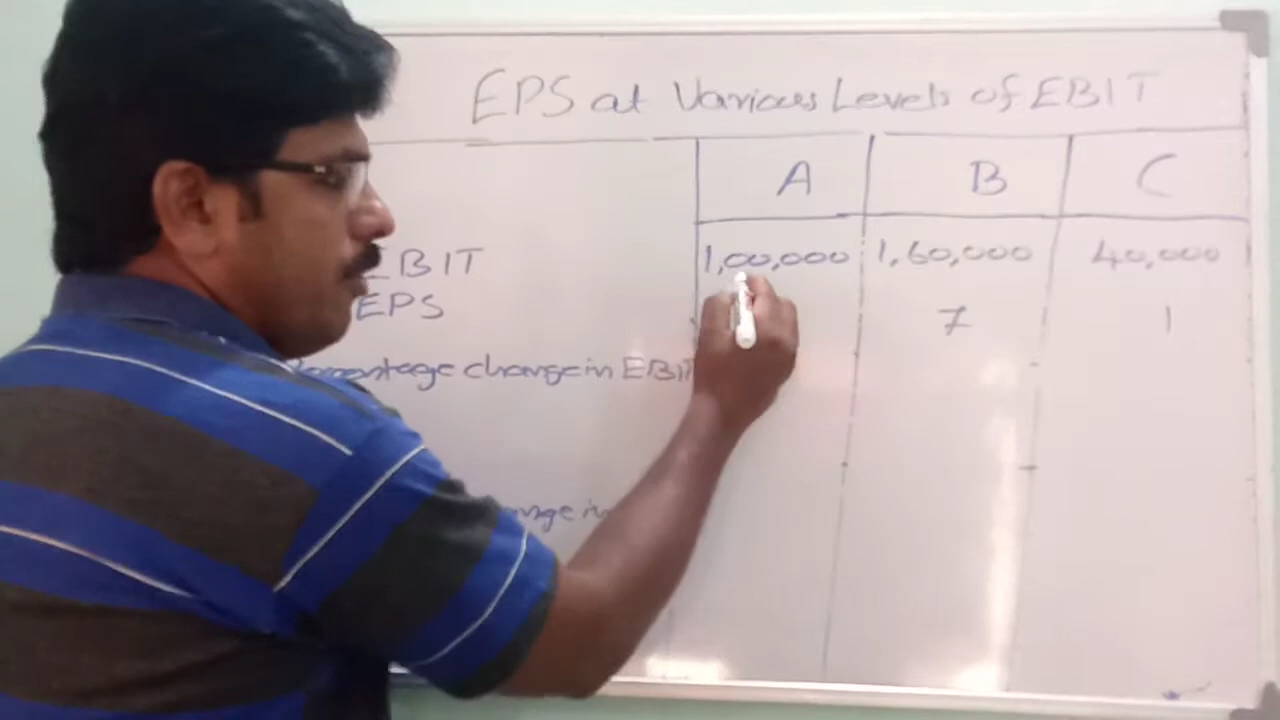 EPS at Various Levels of EBIT
A B C
EBIT 1,00,000 1,60,000 40,000
EPS 7 1
Percentage change in EBIT
change in